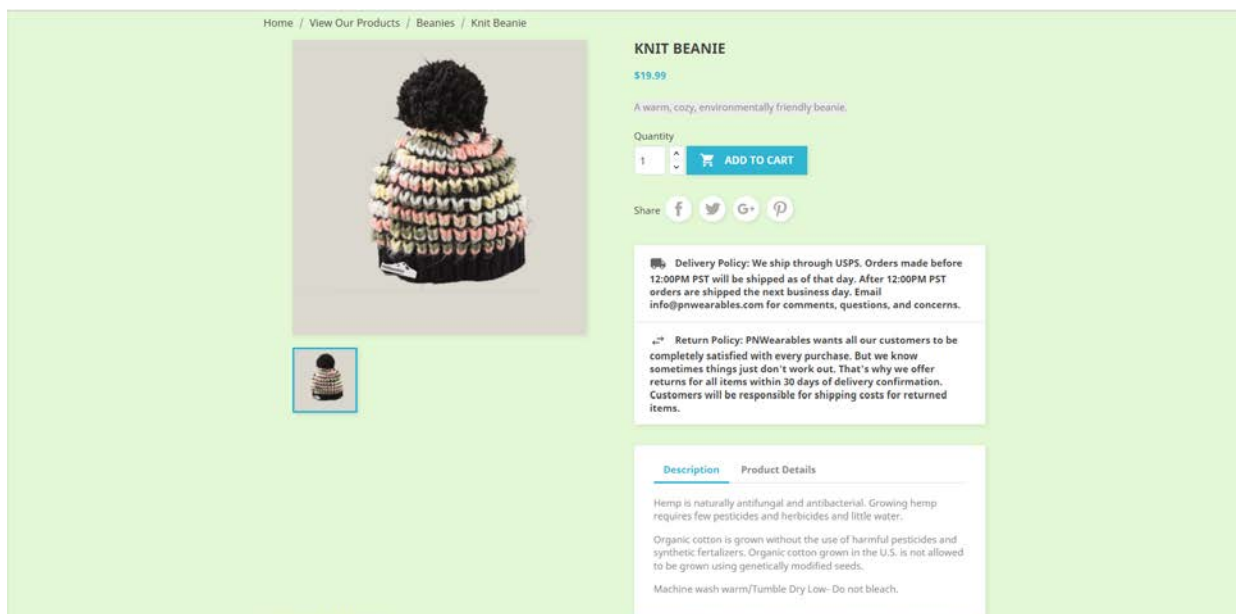 Home / View Our Products / Beanies / Knit Beanie
KNIT BEANIE
$19.99
A warm, cozy, environmentally friendly beanie.
Quantity
1
ADD TO CART
Share
Delivery Policy: We ship through USPS. Orders made before
12:00PM PST will be shipped as of that day. After 12:00PM PST
orders are shipped the next business day. Email
info@pnwearables.com for comments, questions, and concerns.
Return Policy: PNWearables wants all our customers to be
completely satisfied with every purchase. But we know
sometimes things just don't work out. That's why we offer
returns for all items within 30 days of delivery confirmation.
Customers will be responsible for shipping costs for returned
items.
Description Product Details
Hemp is naturally antifungal and antibacterial. Growing hemp
requires few pesticides and herbicides and little water.
Organic cotton is grown without the use of harmful pesticides and
synthetic fertalizers. Organic cotton grown in the U.S. is not allowed
to be grown using genetically modified seeds.
Machine wash warm/Tumble Dry Low- Do not bleach.